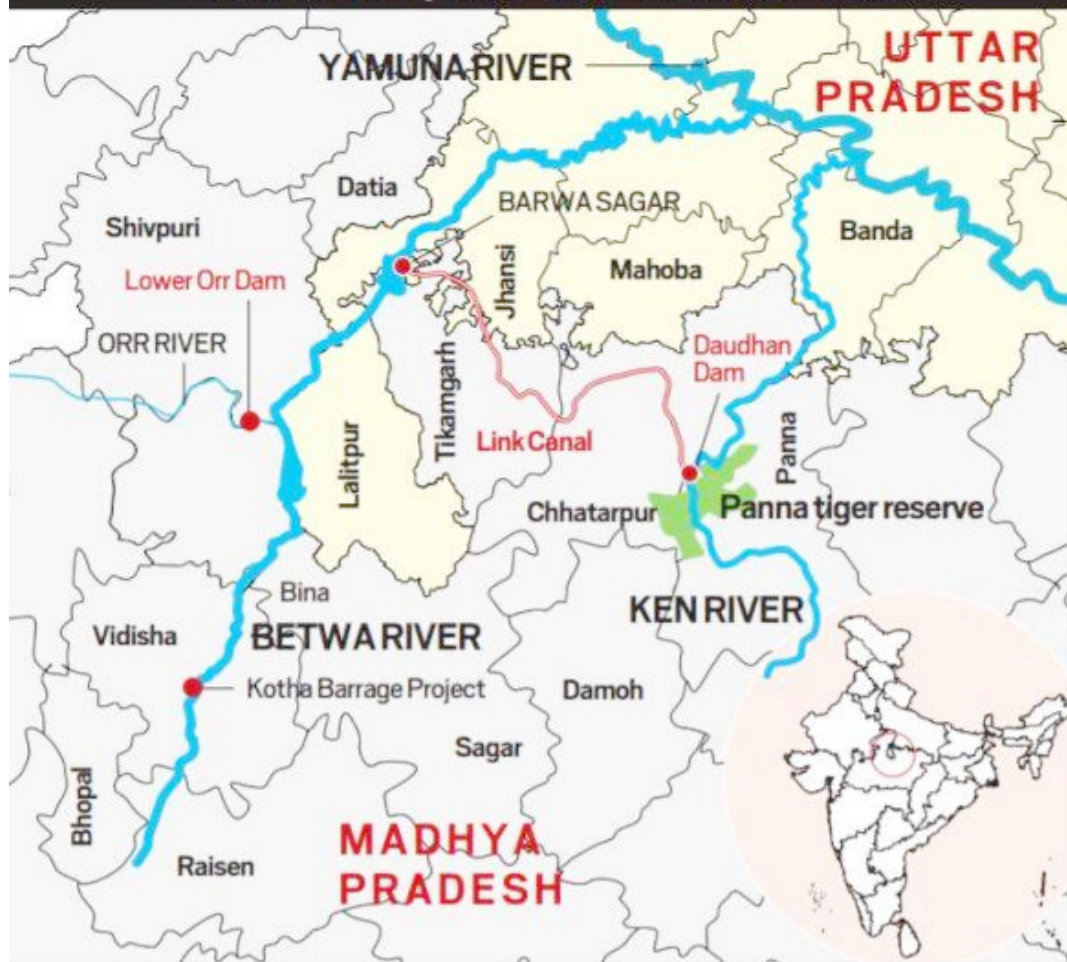 YAMUNA RIVER
UTTAR
PRADESH
Datia
BARWA SAGAR
Shivpuri
Banda
Jhansi
Mahoba
Lower Orr Dam
ORR RIVER
Daudhan
Dam
Tikamgarh
Link Canal
Panna
Lalitpur
Chhatarpur
Panna tiger reserve
Bina
KEN RIVER
Vidisha
BETWA RIVER
Kotha Barrage Project
Damoh
Sagar
Bhopal
MADHYA
PRADESH
Raisen